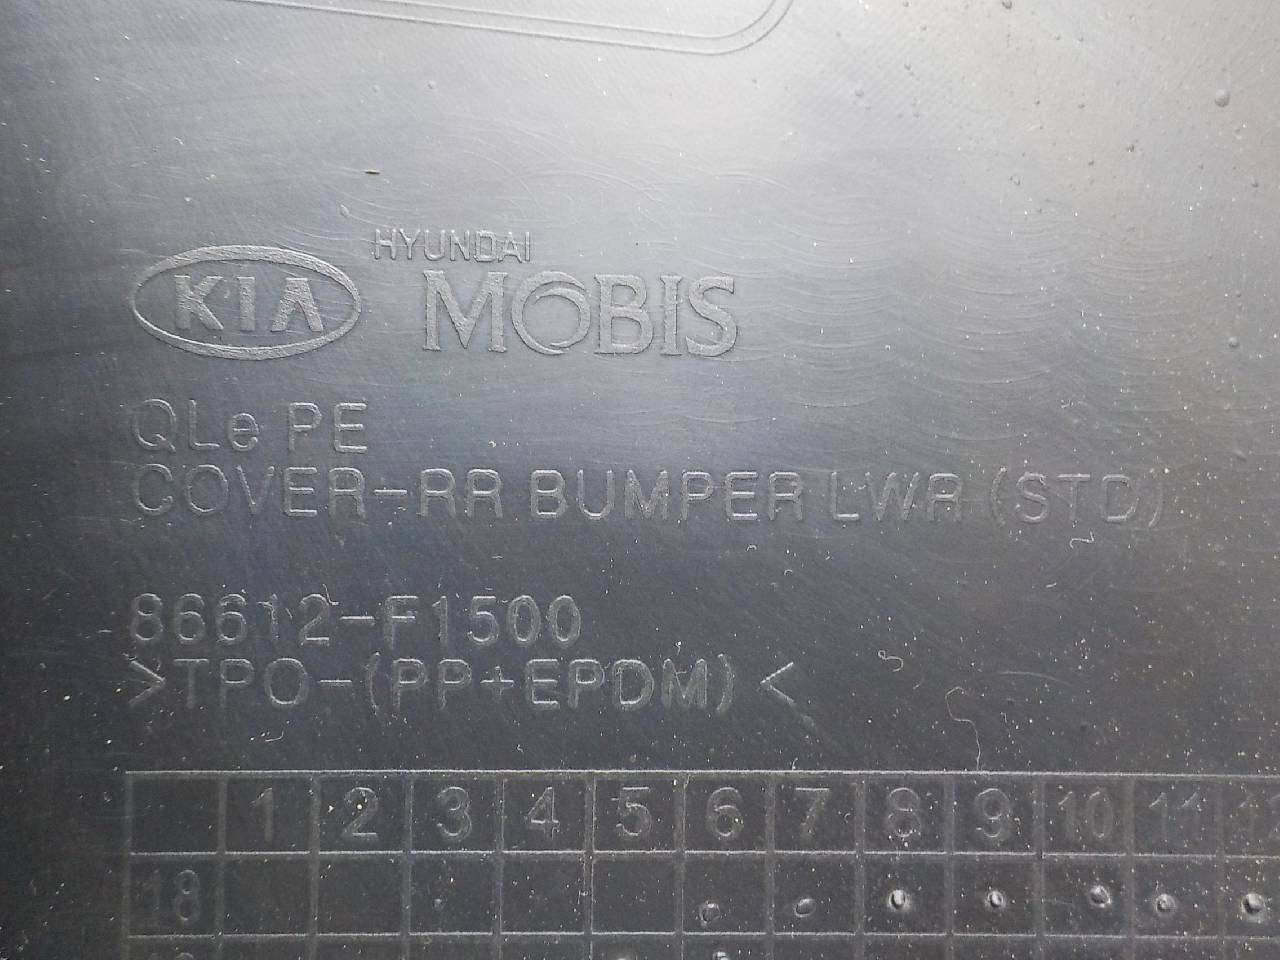 KIA HYUNDAI MOBIS
QLe PE
COVER-RR BUMPER LWR (STD)
86612-F1500
>TPO-(PP+EPDM)<
1 2 3 4 5 6 7 8 9 10 11
18